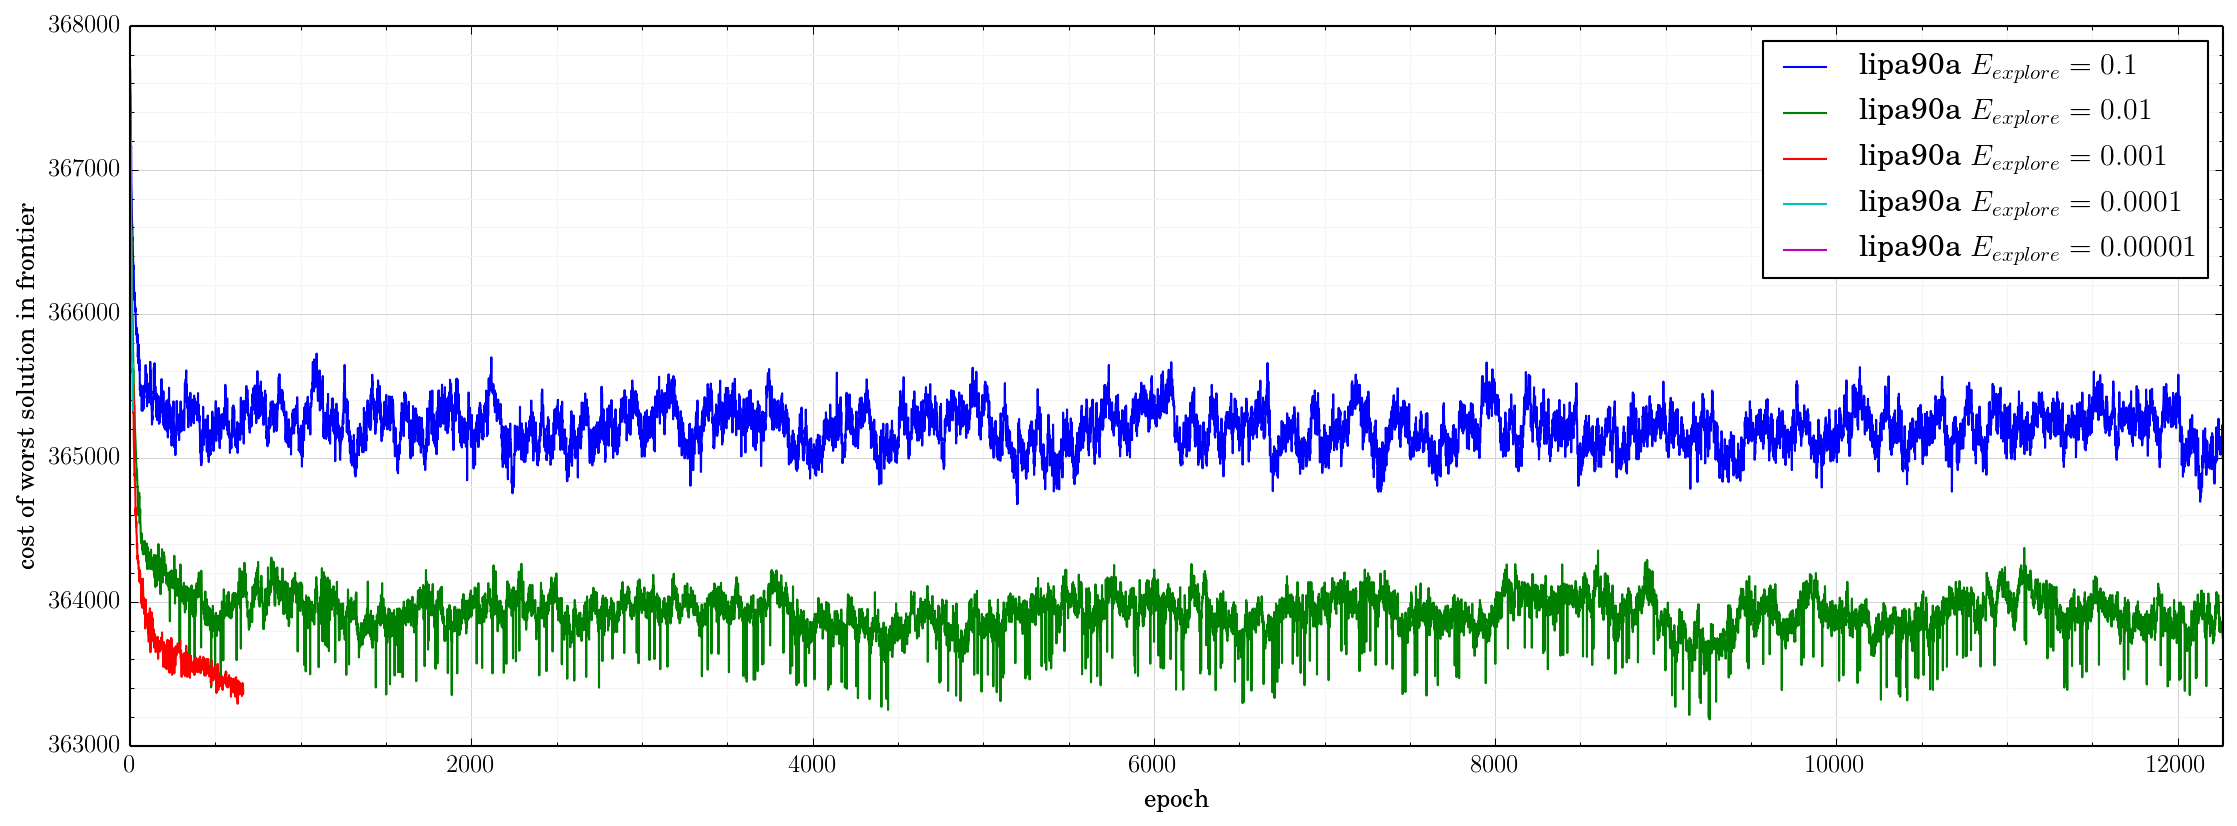 368000
367000
366000
365000
364000
363000
cost of worst solution in frontier
0 2000 4000 6000 8000 10000 12000
epoch
lipa90a E_{explore} = 0.1
lipa90a E_{explore} = 0.01
lipa90a E_{explore} = 0.001
lipa90a E_{explore} = 0.0001
lipa90a E_{explore} = 0.00001